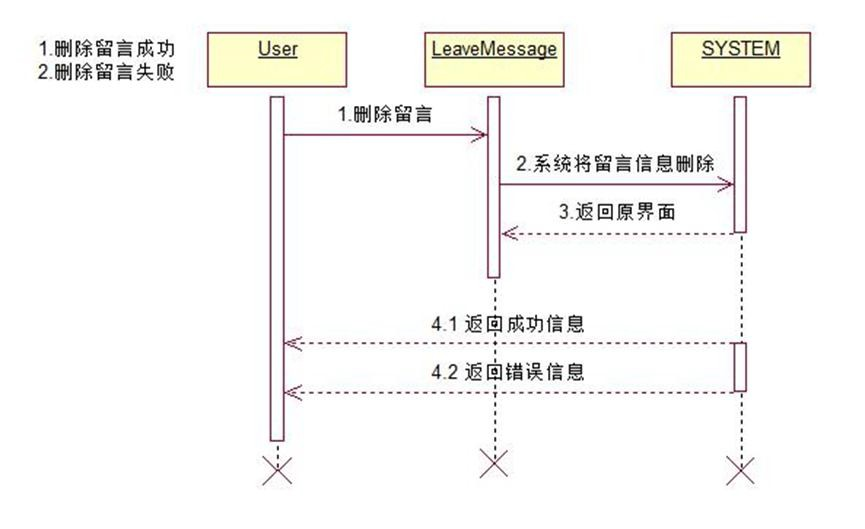 1.删除留言成功
2.删除留言失败
User
LeaveMessage
SYSTEM
1.删除留言
2.系统将留言信息删除
3.返回原界面
4.1 返回成功信息
4.2 返回错误信息